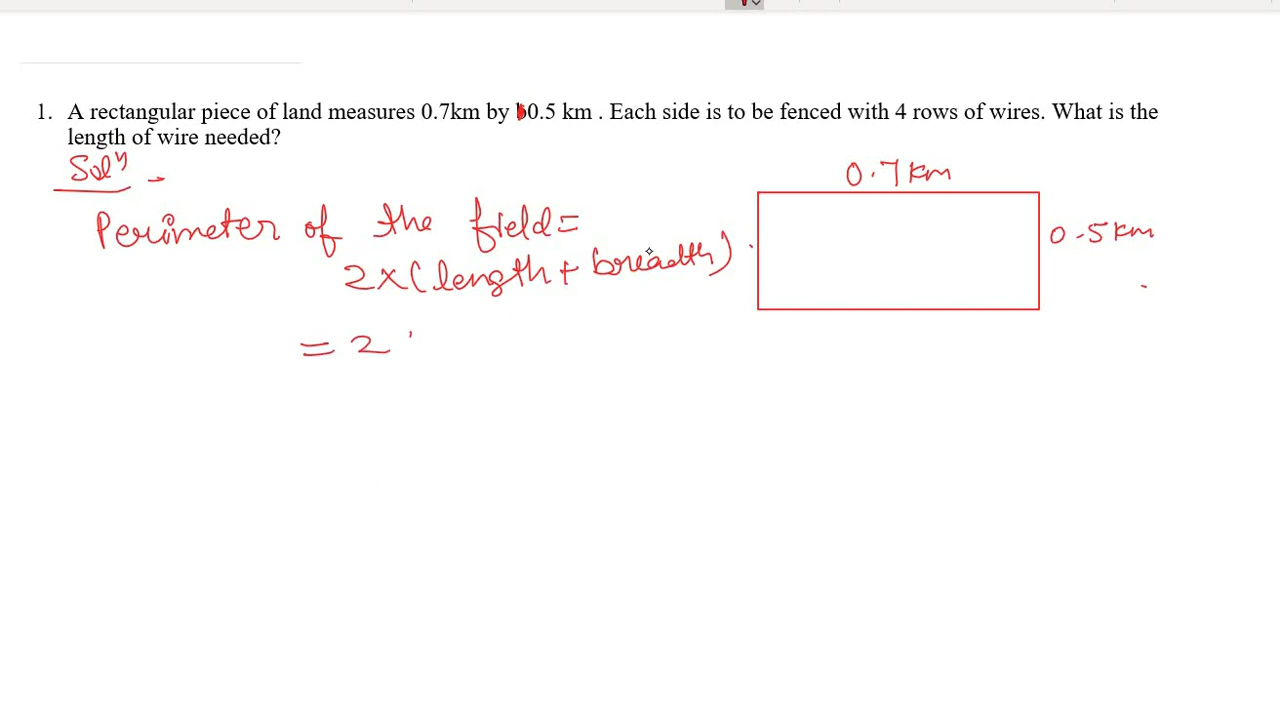 1. A rectangular piece of land measures 0.7km by 0.5 km . Each side is to be fenced with 4 rows of wires. What is the
length of wire needed?
Solⁿ -
0.7 km
Perimeter of the field =
0.5 km
2 × (length + breadth)
= 2